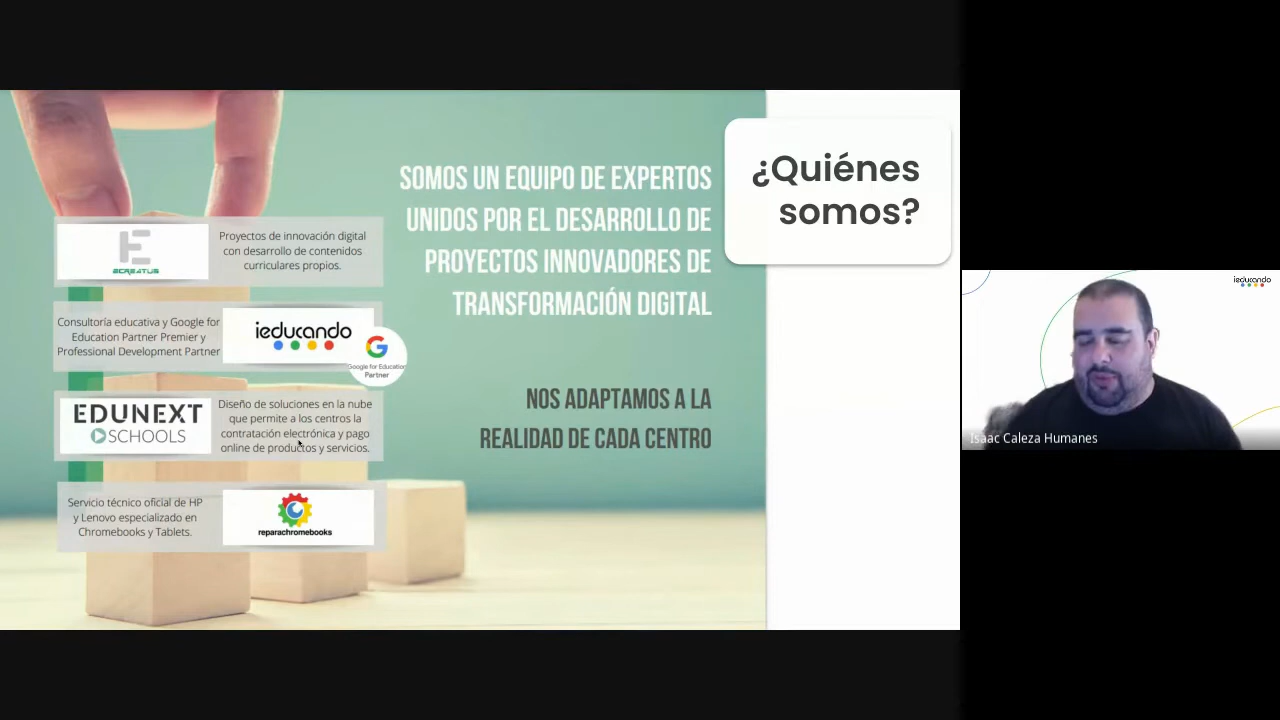 SOMOS UN EQUIPO DE EXPERTOS
UNIDOS POR EL DESARROLLO DE
PROYECTOS INNOVADORES DE
TRANSFORMACIÓN DIGITAL
NOS ADAPTAMOS A LA
REALIDAD DE CADA CENTRO
¿Quiénes
somos?
ECREATUS
Proyectos de innovación digital
con desarrollo de contenidos
curriculares propios.
Consultoría educativa y Google for
Education Partner Premier y
Professional Development Partner
ieducando
G
Google for Education
Partner
EDUNEXT
SCHOOLS
Diseño de soluciones en la nube
que permite a los centros la
contratación electrónica y pago
online de productos y servicios.
Servicio técnico oficial de HP
y Lenovo especializado en
Chromebooks y Tablets.
reparachromebooks
ieducando
Isaac Caleza Humanes